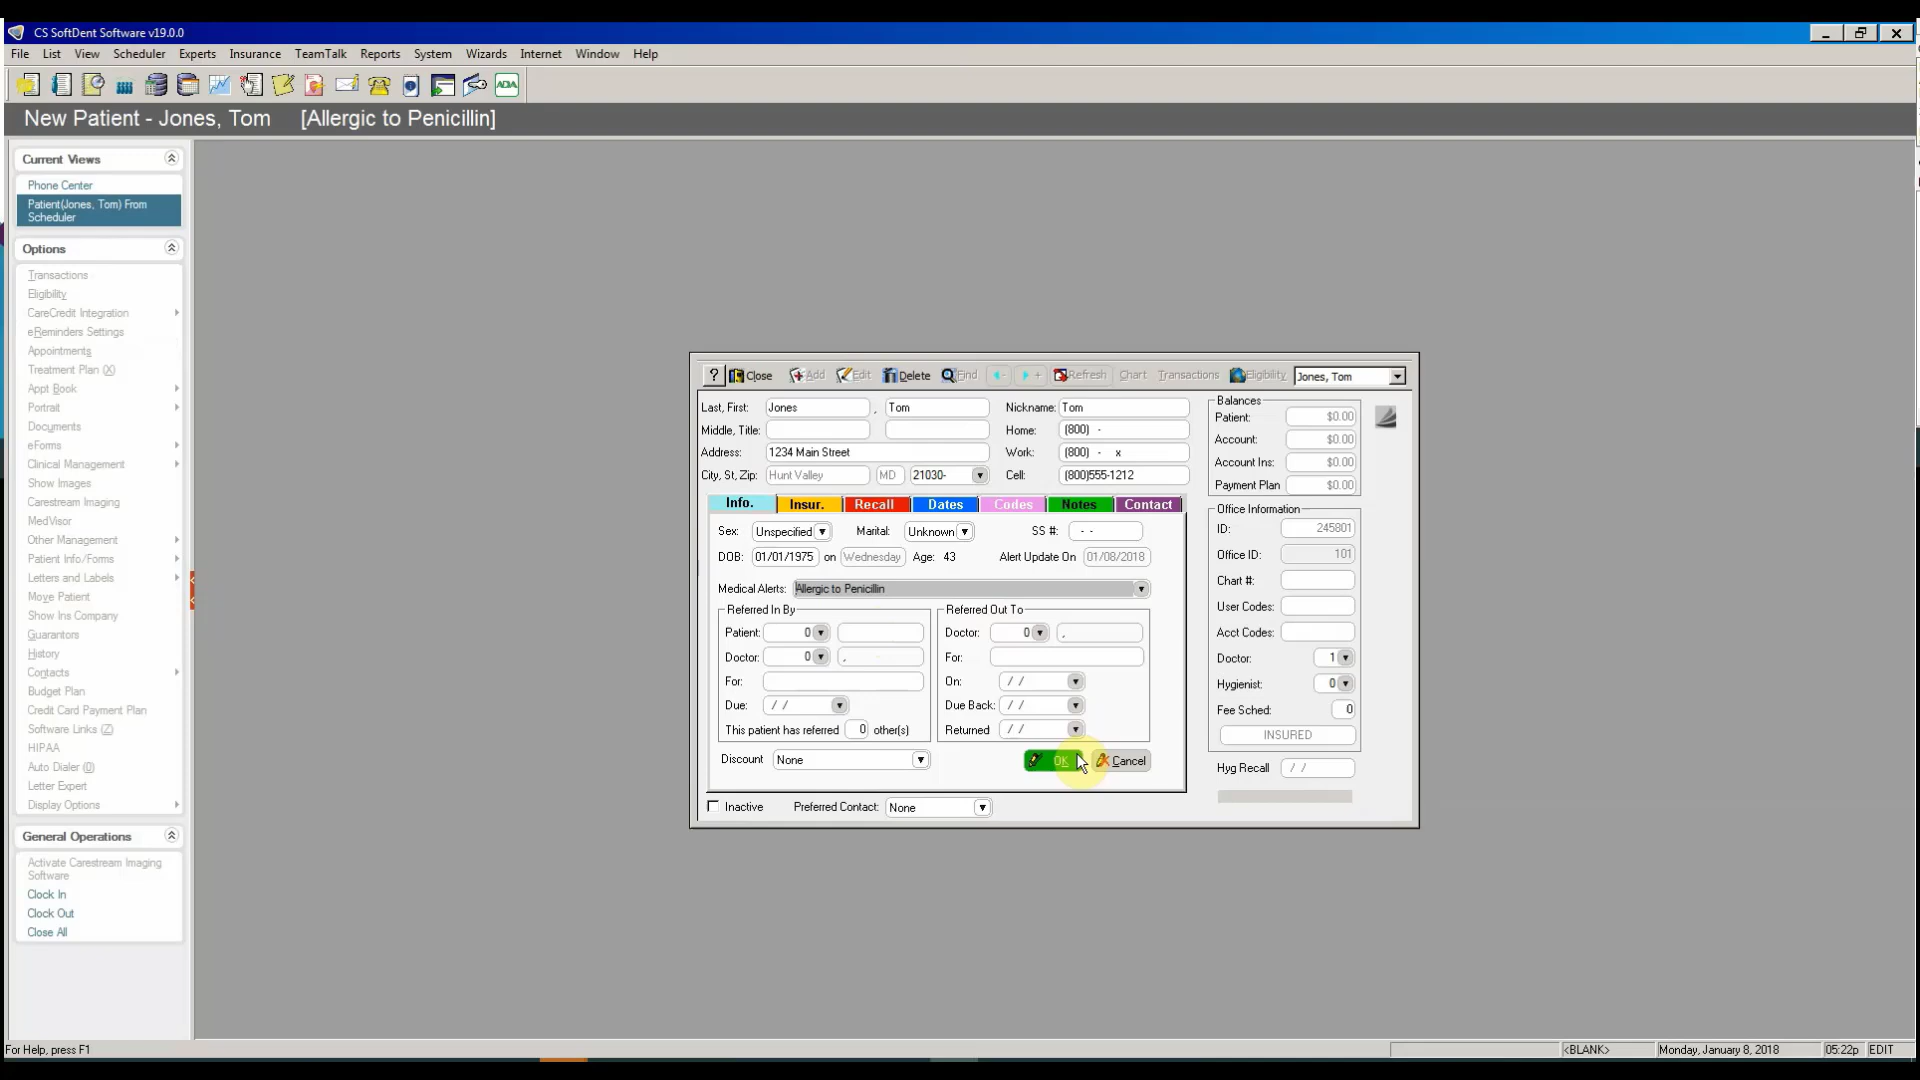 CS SoftDent Software v19.0.0
File List View Scheduler Experts Insurance TeamTalk Reports System Wizards Internet Window Help
ADA
New Patient - Jones, Tom [Allergic to Penicillin]
Current Views
Phone Center
Patient(Jones, Tom) From
Scheduler
Options
Transactions
Eligibility
CareCredit Integration
eReminders Settings
Appointments
Treatment Plan (X)
Appt Book
Portrait
Documents
eForms
Clinical Management
Show Images
Carestream Imaging
MedVisor
Other Management
Patient Info/Forms
Letters and Labels
Move Patient
Show Ins Company
Guarantors
History
Contacts
Budget Plan
Credit Card Payment Plan
Software Links (Z)
HIPAA
Auto Dialer (0)
Letter Expert
Display Options
General Operations
Activate Carestream Imaging
Software
Clock In
Clock Out
Close All
? Close Add Edit Delete Find - + Refresh Chart Transactions Eligibility Jones, Tom
Last, First: Jones , Tom Nickname: Tom
Middle, Title: Home: (800) -
Address: 1234 Main Street Work: (800) - x
City, St, Zip: Hunt Valley MD 21030- Cell: (800)555-1212
Info. Insur. Recall Dates Codes Notes Contact
Sex: Unspecified Marital: Unknown SS #: - -
DOB: 01/01/1975 on Wednesday Age: 43 Alert Update On 01/08/2018
Medical Alerts: Allergic to Penicillin
Referred In By
Patient: 0
Doctor: 0 ,
For:
Due: / /
This patient has referred 0 other(s)
Referred Out To
Doctor: 0 ,
For:
On: / /
Due Back: / /
Returned / /
Discount None OK Cancel
Inactive Preferred Contact: None
Balances
Patient: $0.00
Account: $0.00
Account Ins: $0.00
Payment Plan $0.00
Office Information
ID: 245801
Office ID: 101
Chart #:
User Codes:
Acct Codes:
Doctor: 1
Hygienist: 0
Fee Sched: 0
INSURED
Hyg Recall / /
For Help, press F1 <BLANK> Monday, January 8, 2018 05:22p EDIT